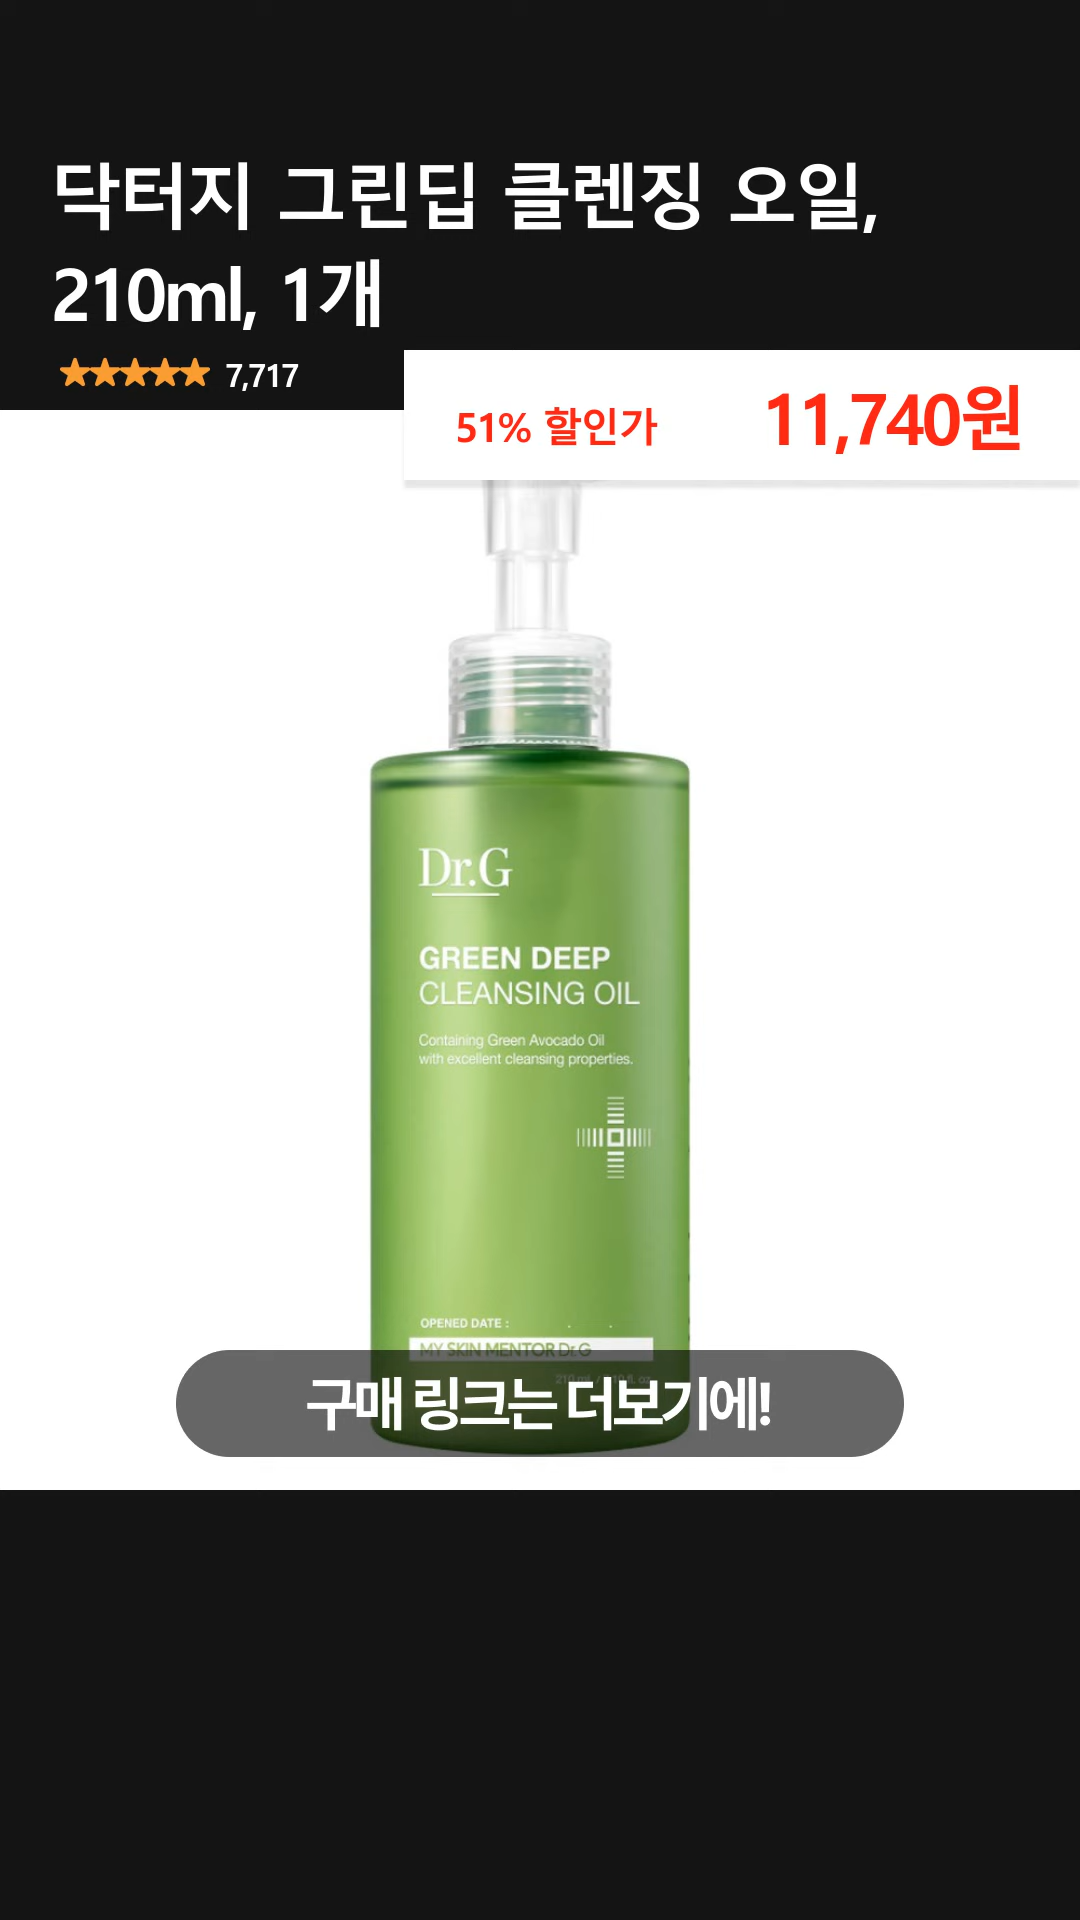 닥터지 그린딥 클렌징 오일,
210ml, 1개
7,717
51% 할인가 11,740원
Dr.G
GREEN DEEP
CLEANSING OIL
Containing Green Avocado Oil
with excellent cleansing properties.
OPENED DATE : . .
MY SKIN MENTOR Dr.G
구매 링크는 더보기에!